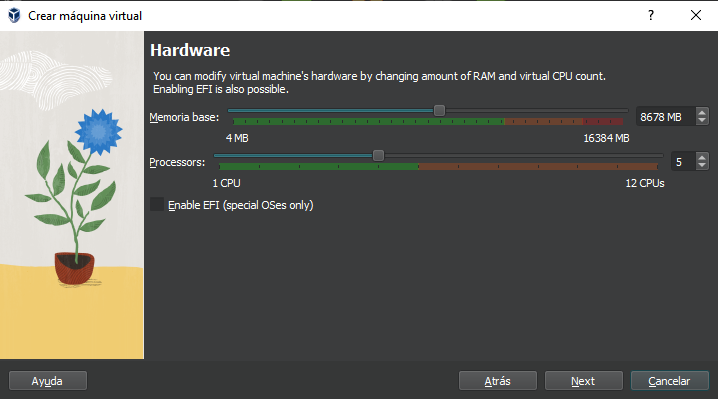 Crear máquina virtual
?
Hardware
You can modify virtual machine's hardware by changing amount of RAM and virtual CPU count.
Enabling EFI is also possible.
Memoria base:
8678 MB
4 MB
16384 MB
Processors:
5
1 CPU
12 CPUs
Enable EFI (special OSes only)
Ayuda
Atrás
Next
Cancelar